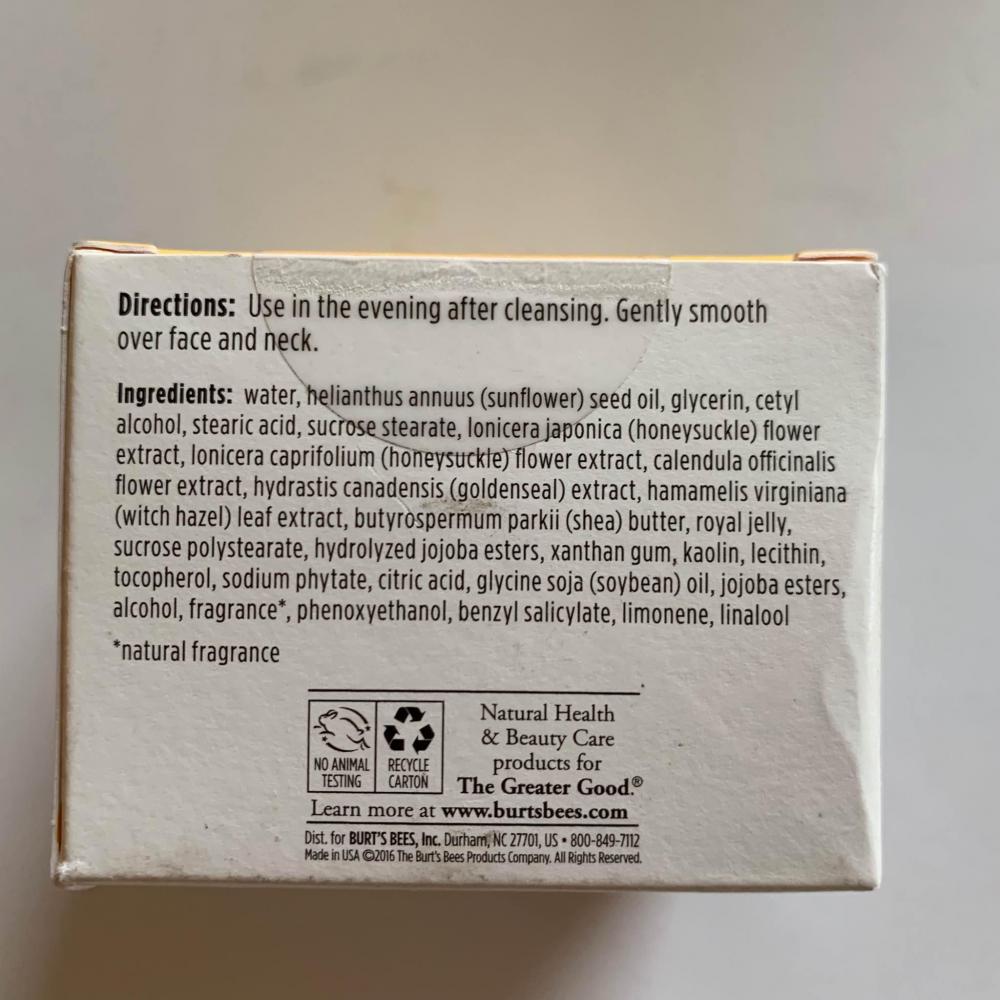 Directions: Use in the evening after cleansing. Gently smooth
over face and neck.
Ingredients: water, helianthus annuus (sunflower) seed oil, glycerin, cetyl
alcohol, stearic acid, sucrose stearate, lonicera japonica (honeysuckle) flower
extract, lonicera caprifolium (honeysuckle) flower extract, calendula officinalis
flower extract, hydrastis canadensis (goldenseal) extract, hamamelis virginiana
(witch hazel) leaf extract, butyrospermum parkii (shea) butter, royal jelly,
sucrose polystearate, hydrolyzed jojoba esters, xanthan gum, kaolin, lecithin,
tocopherol, sodium phytate, citric acid, glycine soja (soybean) oil, jojoba esters,
alcohol, fragrance*, phenoxyethanol, benzyl salicylate, limonene, linalool
*natural fragrance
NO ANIMAL
TESTING
RECYCLE
CARTON
Natural Health
& Beauty Care
products for
The Greater Good.®
Learn more at www.burtsbees.com
Dist. for BURT'S BEES, Inc. Durham, NC 27701, US • 800-849-7112
Made in USA ©2016 The Burt's Bees Products Company. All Rights Reserved.